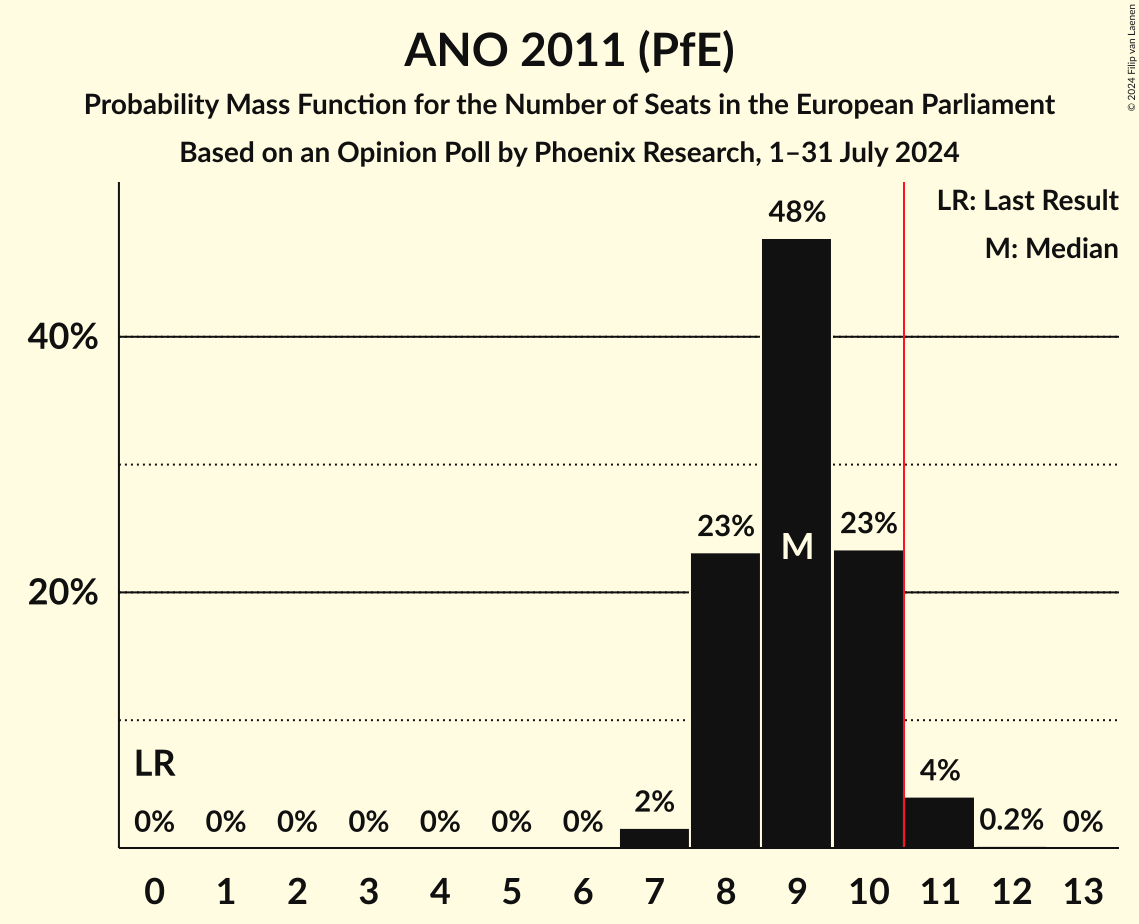 ANO 2011 (PfE)
Probability Mass Function for the Number of Seats in the European Parliament
Based on an Opinion Poll by Phoenix Research, 1–31 July 2024
© 2024 Filip van Laenen
LR: Last Result
M: Median
48%
40%
23%
23%
M
20%
LR
4%
2%
0% 0% 0% 0% 0% 0% 0% 0.2% 0%
0 1 2 3 4 5 6 7 8 9 10 11 12 13